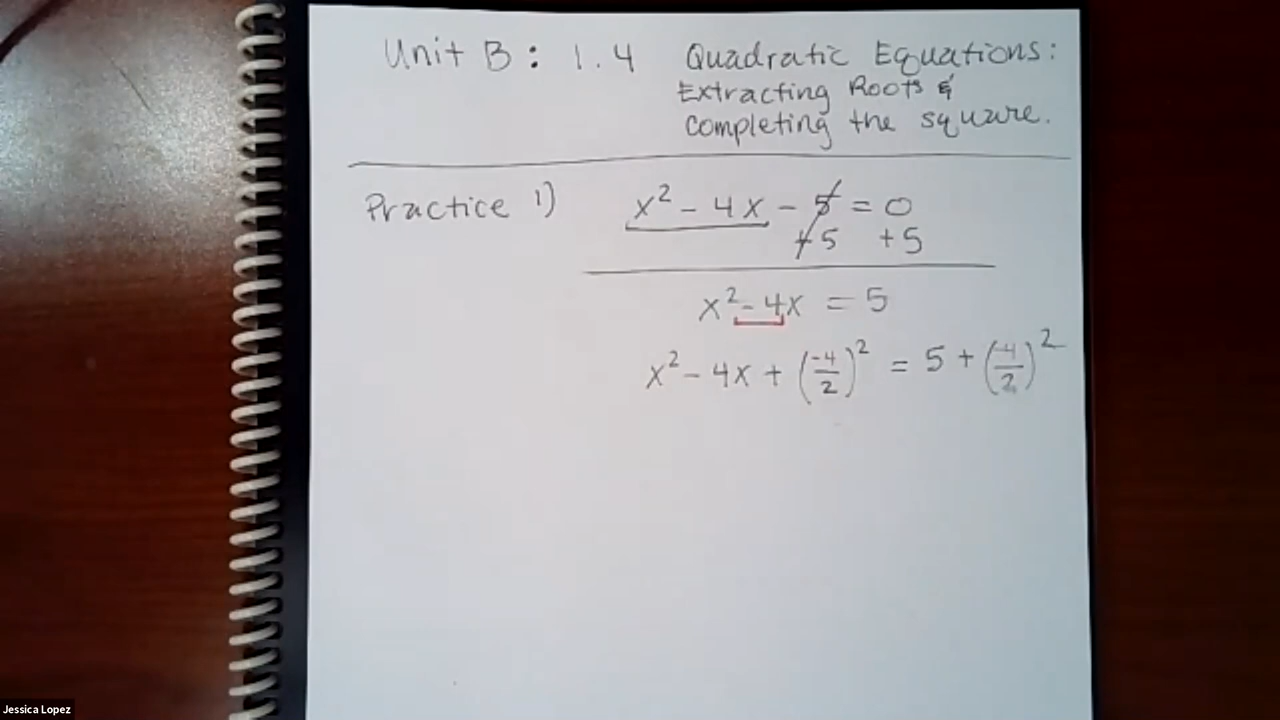 Unit B: 1.4 Quadratic Equations:
Extracting Roots &
Completing the square.
Practice 1) x² - 4x - 5 = 0
+5 +5
x² - 4x = 5
x² - 4x + (-4/2)² = 5 + (-4/2)²
Jessica Lopez